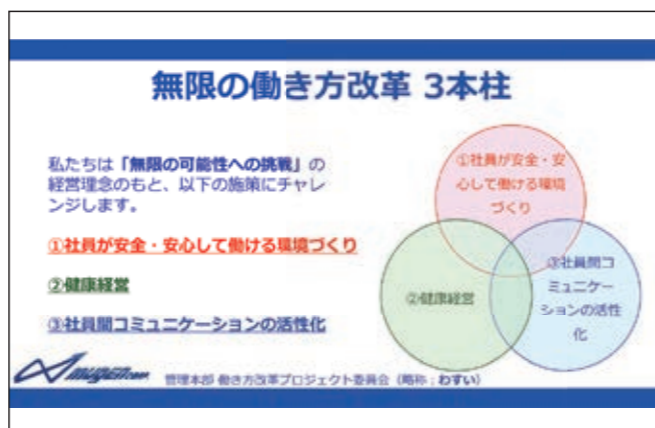 無限の働き方改革 3本柱
私たちは「無限の可能性への挑戦」の
経営理念のもと、以下の施策にチャレ
ンジします。
①社員が安全・安心して働ける環境づくり
②健康経営
③社員間コミュニケーションの活性化
①社員が安全・安
心して働ける環境
づくり
②健康経営
③社員間コ
ミュニケー
ションの活性
化
mugen
管理本部 働き方改革プロジェクト委員会（略称：わすい）